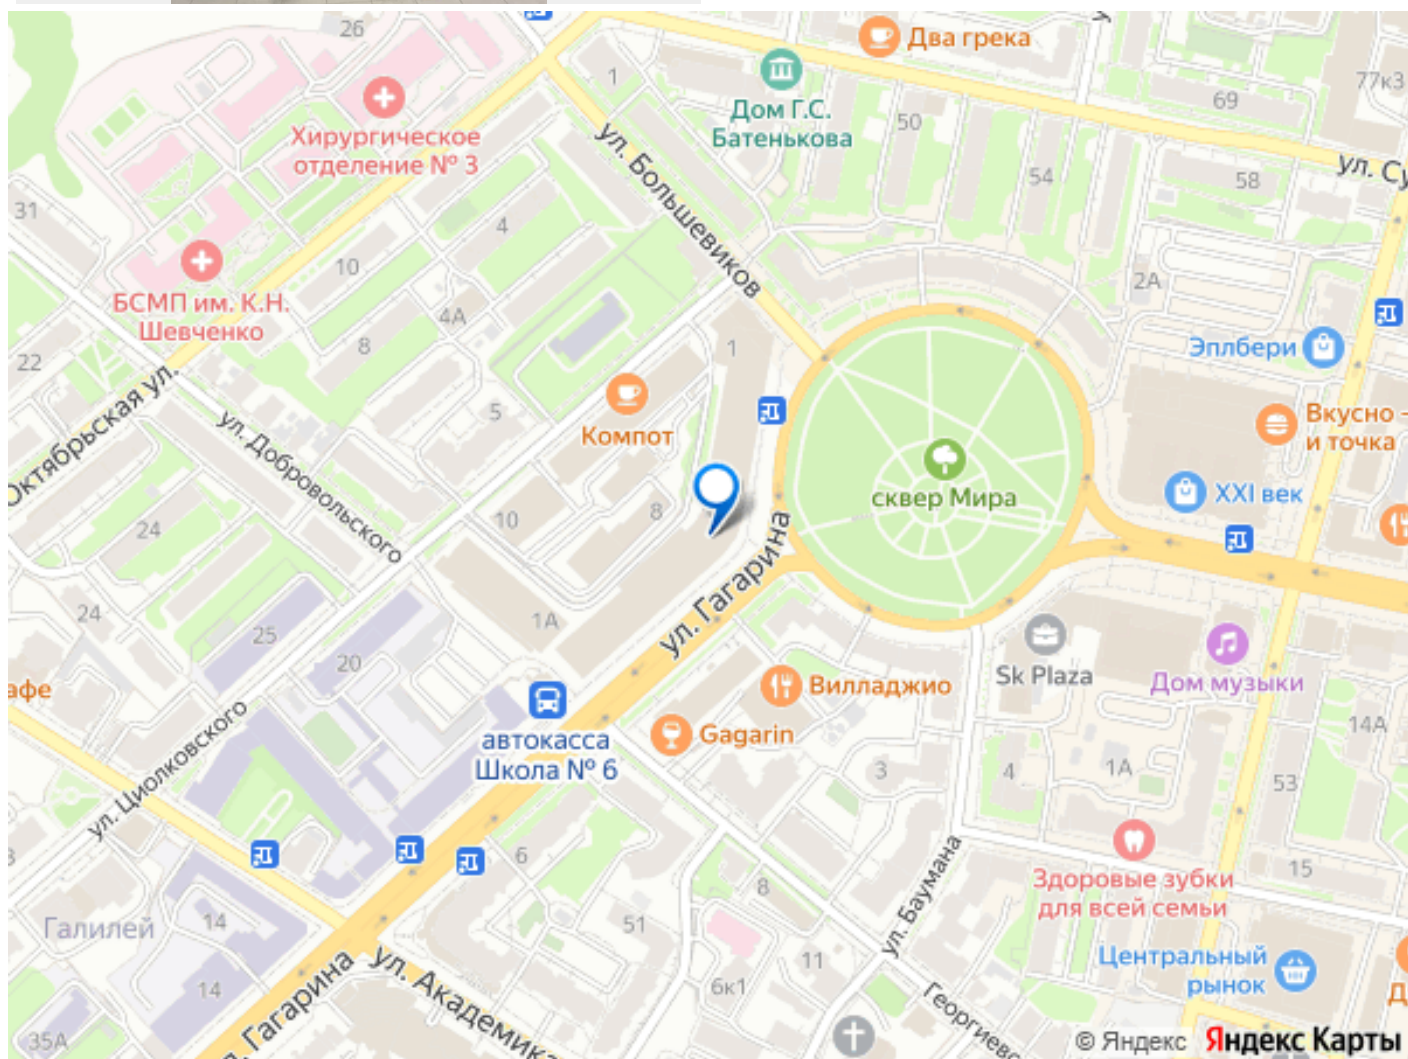 26
1
Два грека
77к3
Хирургическое
отделение № 3
Дом Г.С.
Батенькова
69
50
ул. Су
54
58
31
ул. Большевиков
4
10
БСМП им. К.Н.
Шевченко
4А
2А
8
1
Эплбери
22
Октябрьская ул.
Компот
5
Вкусно –
и точка
ул. Добровольского
сквер Мира
XXI век
24
10
8
ул. Гагарина
24
1А
25
20
афе
Вилладжио
Sk Plaza
Дом музыки
Gagarin
14А
автокасса
Школа № 6
3
4
1А
53
ул. Циолковского
3
6
8
ул. Баумана
15
Здоровые зубки
для всей семьи
Галилей
14
51
11
Центральный
рынок
14
6к1
ул. Академика
Георгиевс
Д
35А
л. Гагарина
© Яндекс Яндекс Карты